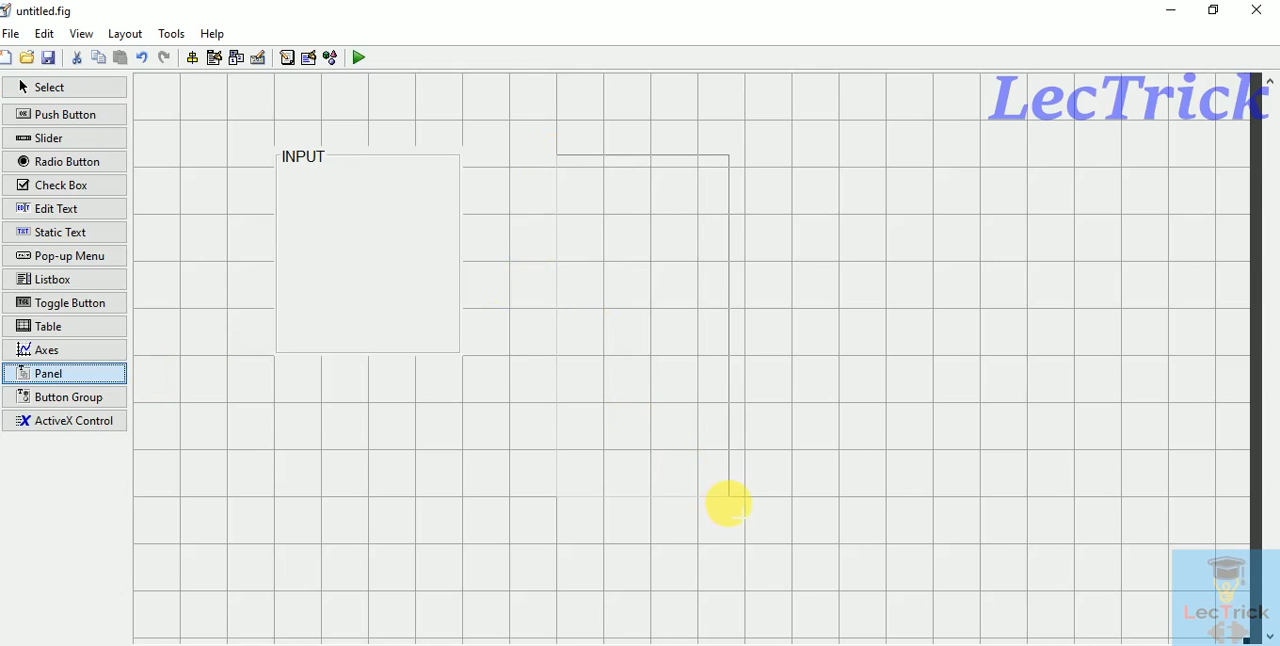 untitled.fig
File Edit View Layout Tools Help
LecTrick
Select
Push Button
Slider
Radio Button
Check Box
Edit Text
Static Text
Pop-up Menu
Listbox
Toggle Button
Table
Axes
Panel
Button Group
ActiveX Control
INPUT
LecTrick